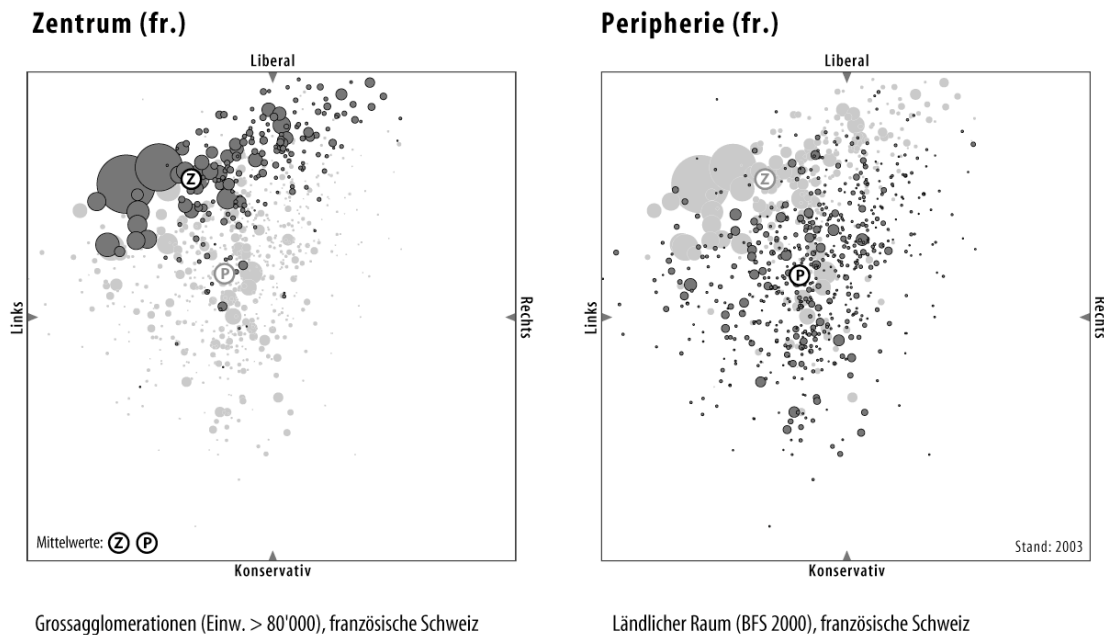 Zentrum (fr.)
Liberal
Links
Rechts
Z
P
Mittelwerte: Z P
Konservativ
Grossagglomerationen (Einw. > 80'000), französische Schweiz
Peripherie (fr.)
Liberal
Links
Rechts
Z
P
Stand: 2003
Konservativ
Ländlicher Raum (BFS 2000), französische Schweiz